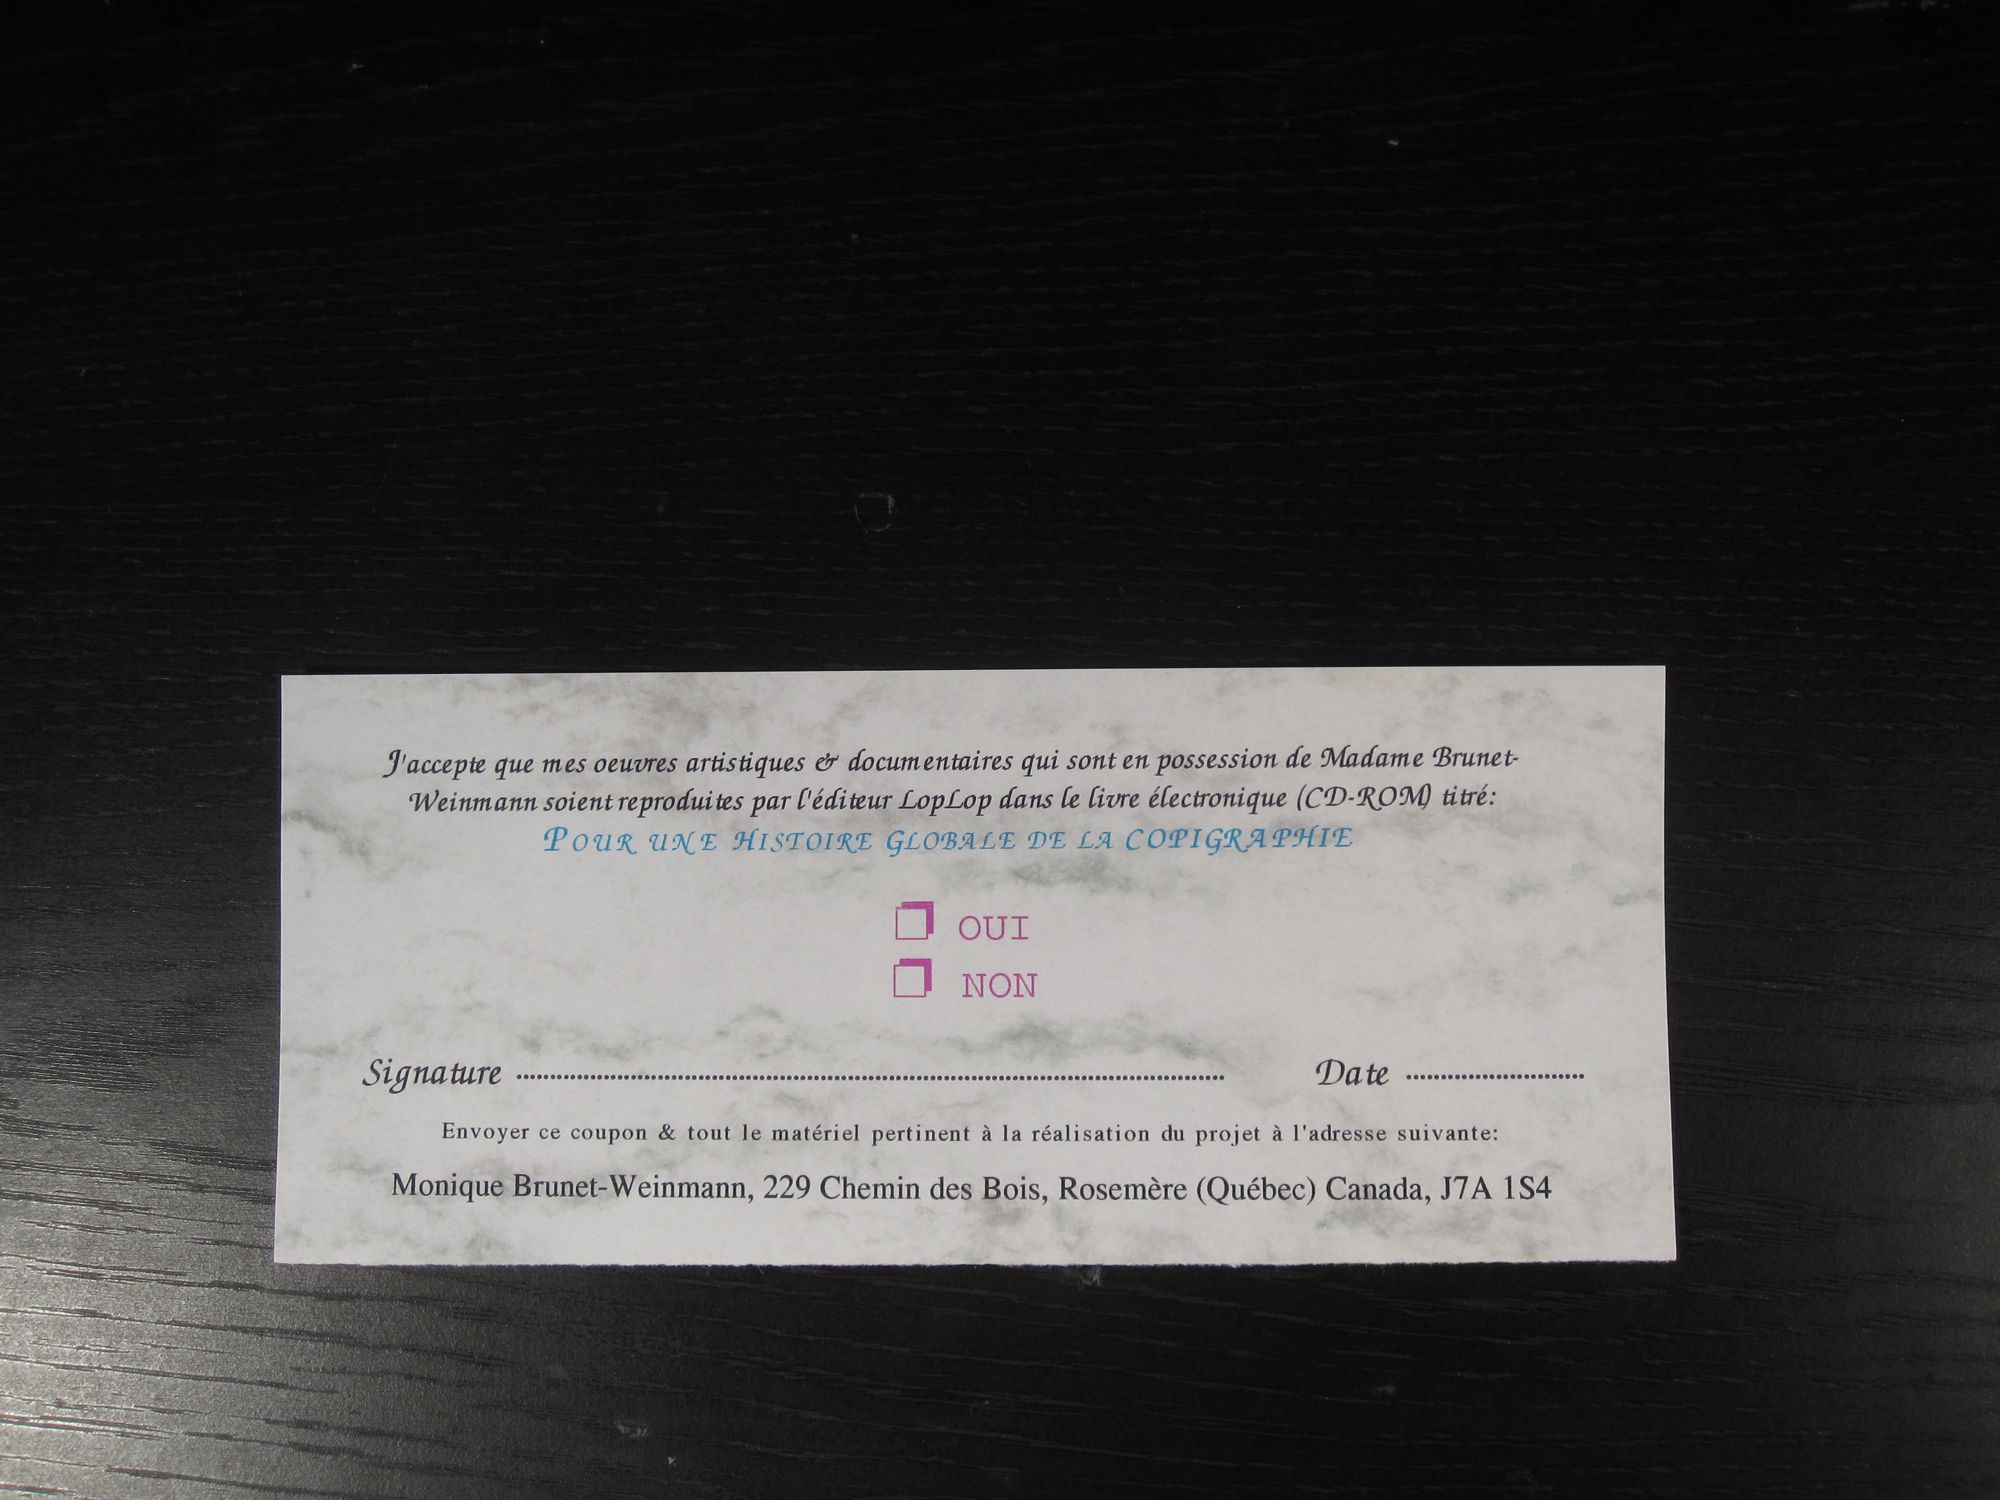 J'accepte que mes oeuvres artistiques & documentaires qui sont en possession de Madame Brunet-
Weinmann soient reproduites par l'éditeur LopLop dans le livre électronique (CD-ROM) titré:
POUR UNE HISTOIRE GLOBALE DE LA COPIGRAPHIE
❒ OUI
❒ NON
Signature ........................................................................ Date ..........................
Envoyer ce coupon & tout le matériel pertinent à la réalisation du projet à l'adresse suivante:
Monique Brunet-Weinmann, 229 Chemin des Bois, Rosemère (Québec) Canada, J7A 1S4